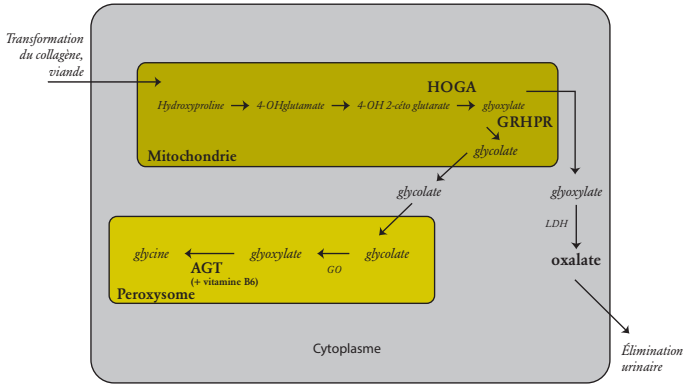 Transformation
du collagène,
viande
HOGA
Hydroxyproline 4-OHglutamate 4-OH 2-céto glutarate glyoxylate
GRHPR
Mitochondrie
glycolate
glycolate
glyoxylate
LDH
oxalate
glycine glyoxylate glycolate
AGT
GO
(+ vitamine B6)
Peroxysome
Cytoplasme
Élimination
urinaire